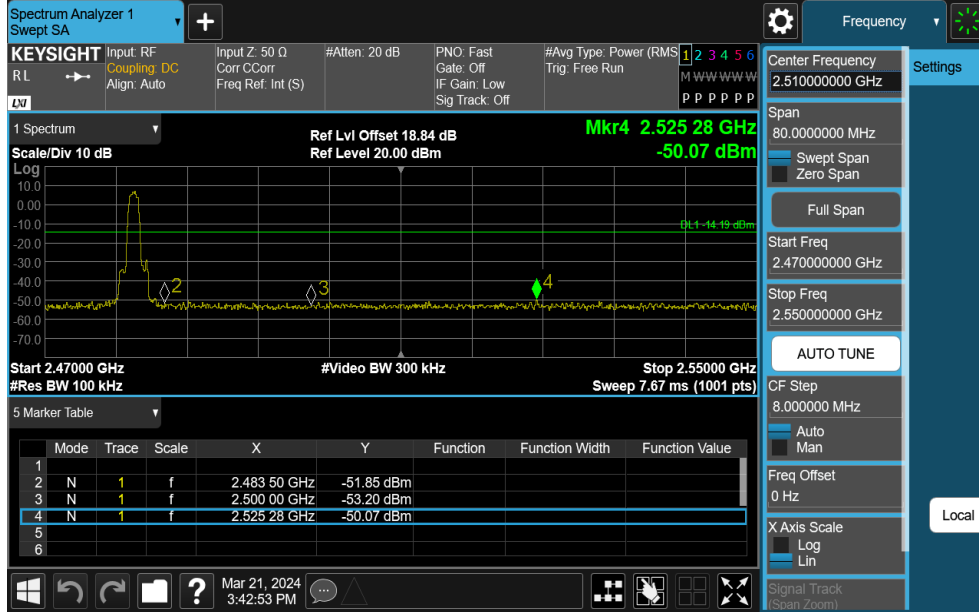 Spectrum Analyzer 1
Swept SA
Frequency
KEYSIGHT
RL
LXI
Input: RF
Coupling: DC
Align: Auto
Input Z: 50 Ω
Corr CCorr
Freq Ref: Int (S)
#Atten: 20 dB
PNO: Fast
Gate: Off
IF Gain: Low
Sig Track: Off
#Avg Type: Power (RMS
Trig: Free Run
1 2 3 4 5 6
M W W W W W
P P P P P P
Center Frequency
2.510000000 GHz
Settings
1 Spectrum
Scale/Div 10 dB
Ref Lvl Offset 18.84 dB
Ref Level 20.00 dBm
Mkr4 2.525 28 GHz
-50.07 dBm
Log
10.0
0.00
-10.0
-20.0
-30.0
-40.0
-50.0
-60.0
-70.0
DL1 -14.19 dBm
2
3
4
Start 2.47000 GHz
#Res BW 100 kHz
#Video BW 300 kHz
Stop 2.55000 GHz
Sweep 7.67 ms (1001 pts)
Span
80.0000000 MHz
Swept Span
Zero Span
Full Span
Start Freq
2.470000000 GHz
Stop Freq
2.550000000 GHz
AUTO TUNE
CF Step
8.000000 MHz
Auto
Man
Freq Offset
0 Hz
X Axis Scale
Log
Lin
Signal Track
(Span Zoom)
Local
5 Marker Table
Mode Trace Scale X Y Function Function Width Function Value
1
2 N 1 f 2.483 50 GHz -51.85 dBm
3 N 1 f 2.500 00 GHz -53.20 dBm
4 N 1 f 2.525 28 GHz -50.07 dBm
5
6
?
Mar 21, 2024
3:42:53 PM